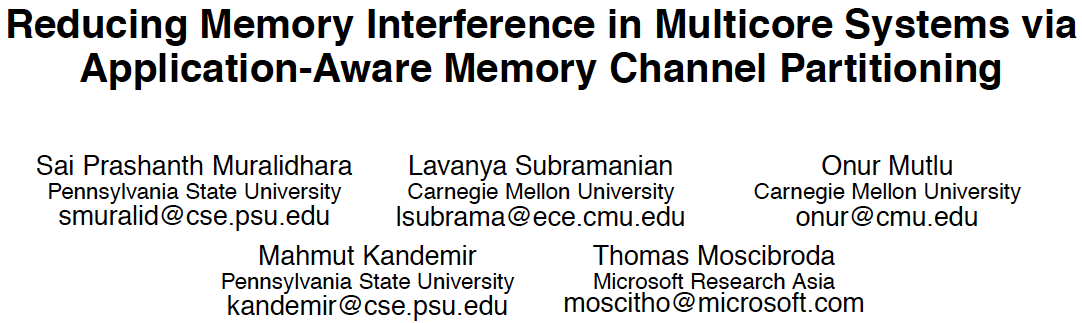 Reducing Memory Interference in Multicore Systems via
Application-Aware Memory Channel Partitioning
Sai Prashanth Muralidhara Lavanya Subramanian Onur Mutlu
Pennsylvania State University Carnegie Mellon University Carnegie Mellon University
smuralid@cse.psu.edu lsubrama@ece.cmu.edu onur@cmu.edu
Mahmut Kandemir Thomas Moscibroda
Pennsylvania State University Microsoft Research Asia
kandemir@cse.psu.edu moscitho@microsoft.com